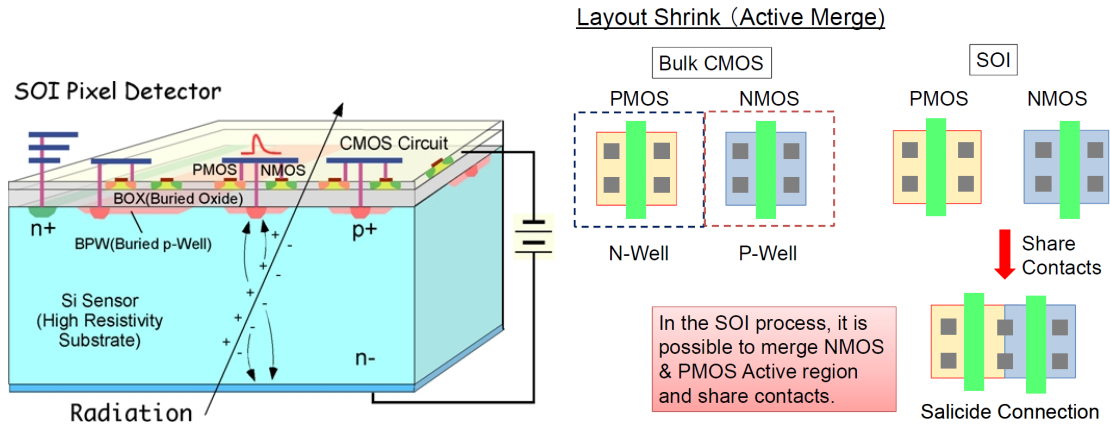 SOI Pixel Detector
CMOS Circuit
PMOS
NMOS
BOX(Buried Oxide)
n+
p+
BPW(Buried p-Well)
+
-
+
-
+
-
+
-
+
-
+
-
Si Sensor
(High Resistivity
Substrate)
n-
Radiation
Layout Shrink (Active Merge)
Bulk CMOS
SOI
PMOS
NMOS
PMOS
NMOS
N-Well
P-Well
Share
Contacts
In the SOI process, it is
possible to merge NMOS
& PMOS Active region
and share contacts.
Salicide Connection